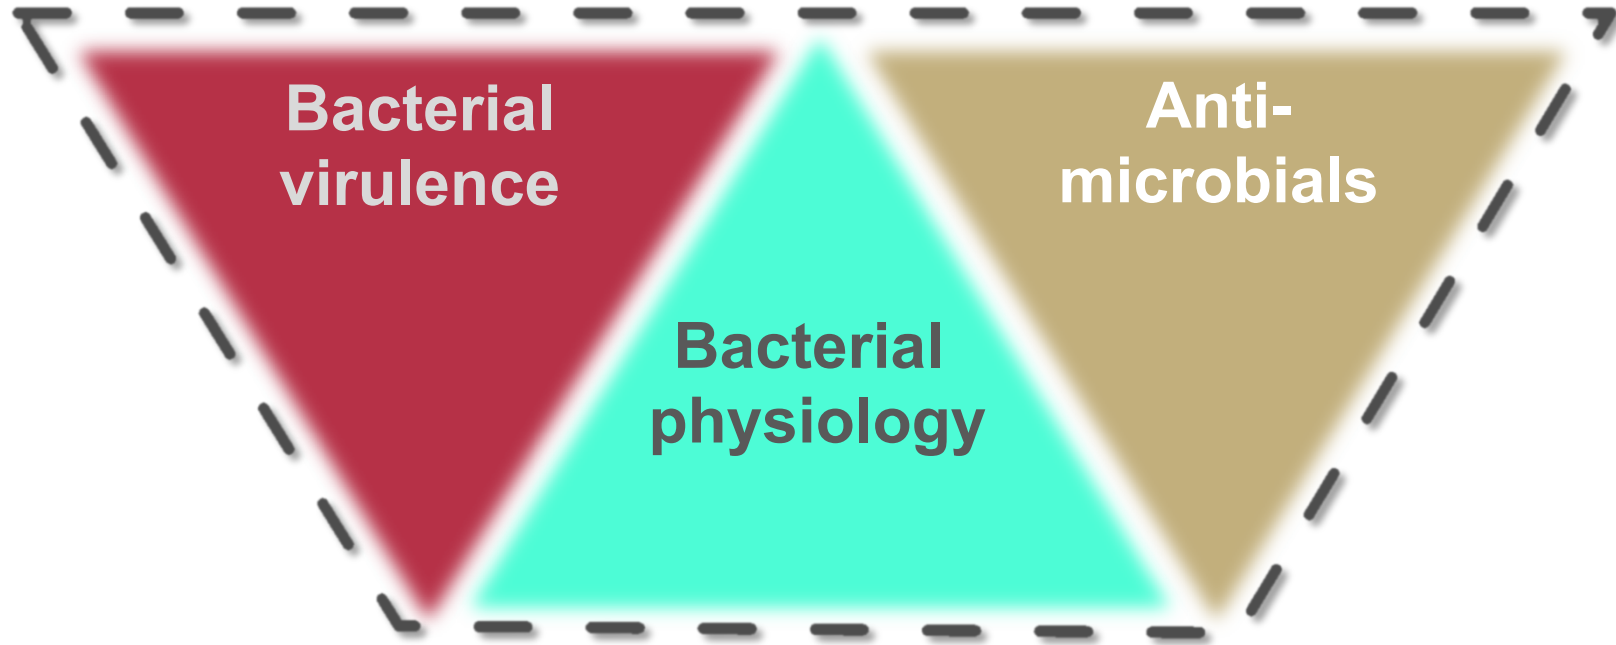 Bacterial
virulence
Anti-
microbials
Bacterial
physiology